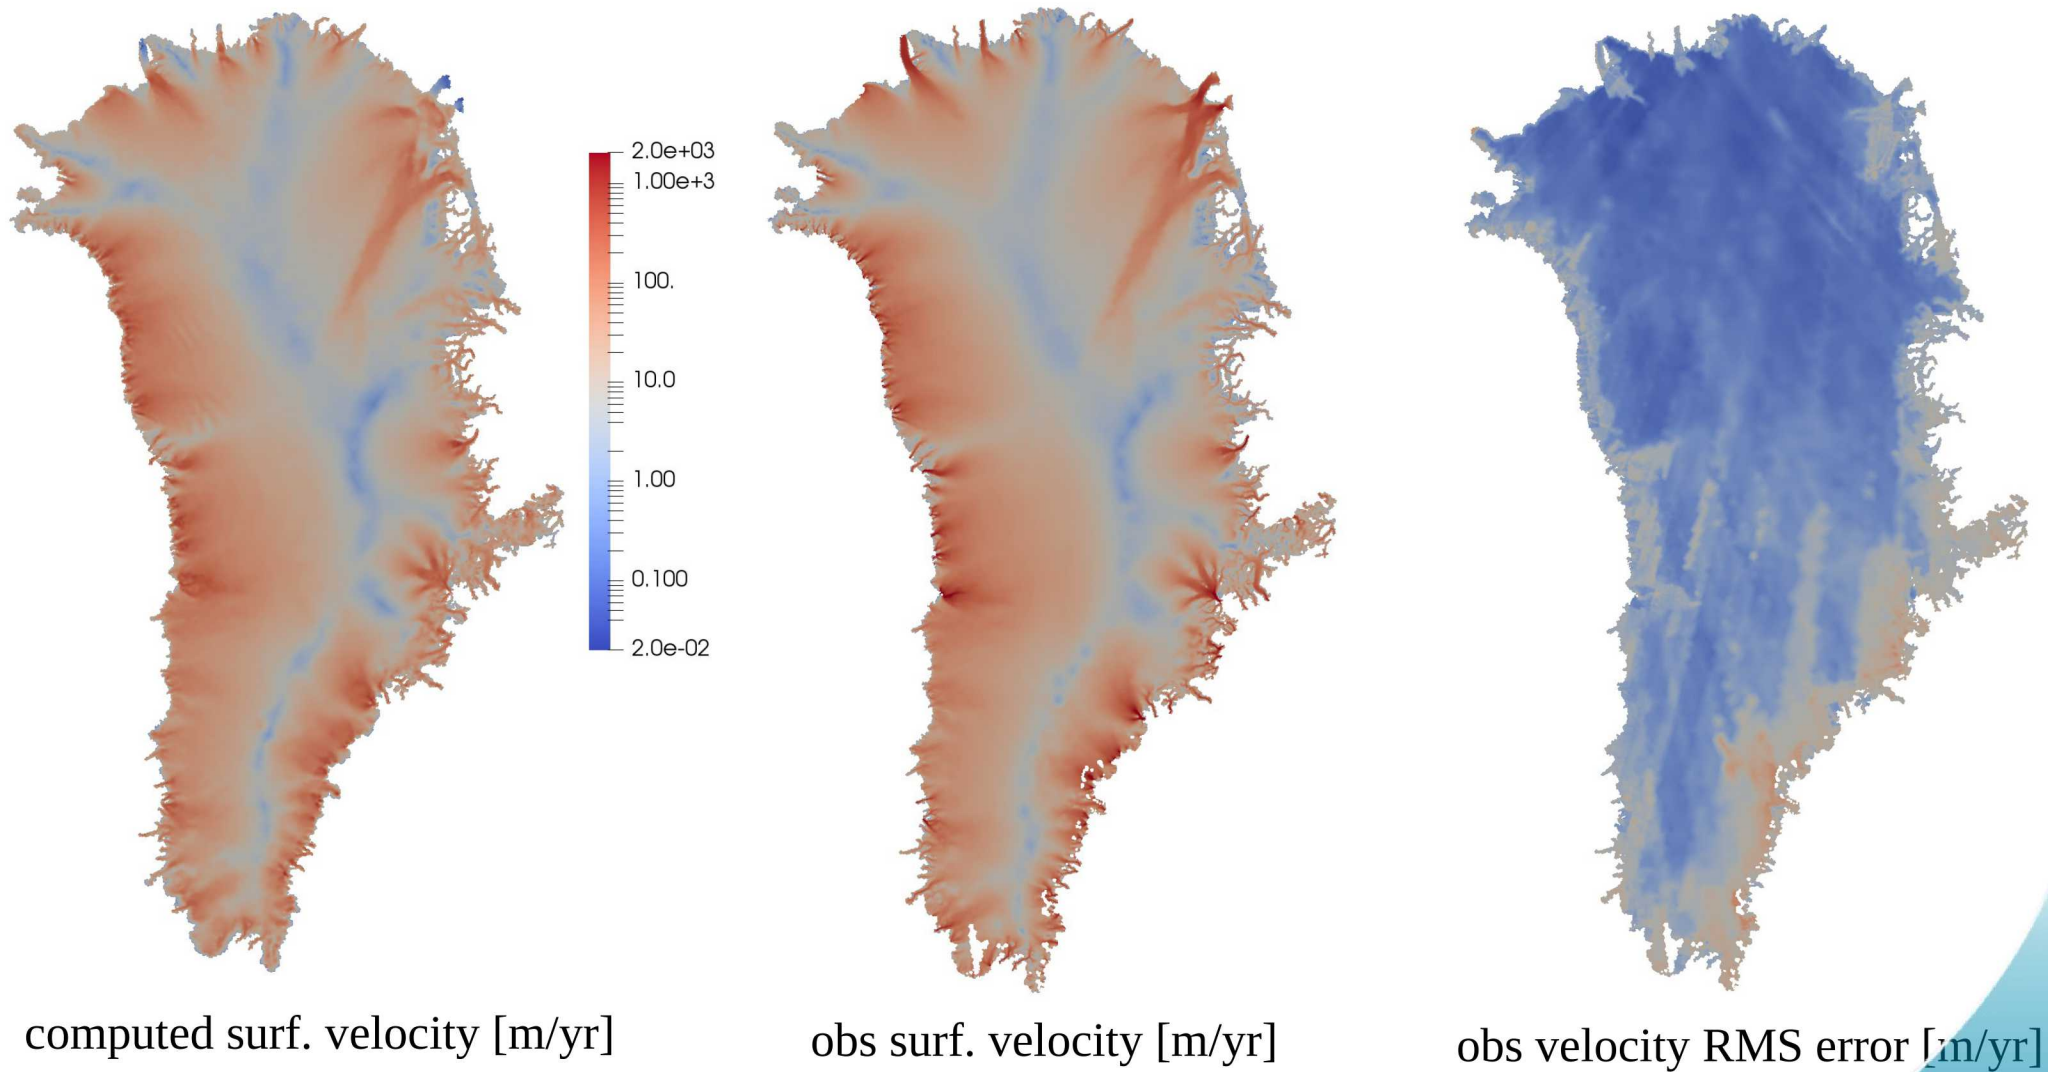 2.0e+03
1.00e+3
100.
10.0
1.00
0.100
2.0e-02
computed surf. velocity [m/yr]
obs surf. velocity [m/yr]
obs velocity RMS error [m/yr]